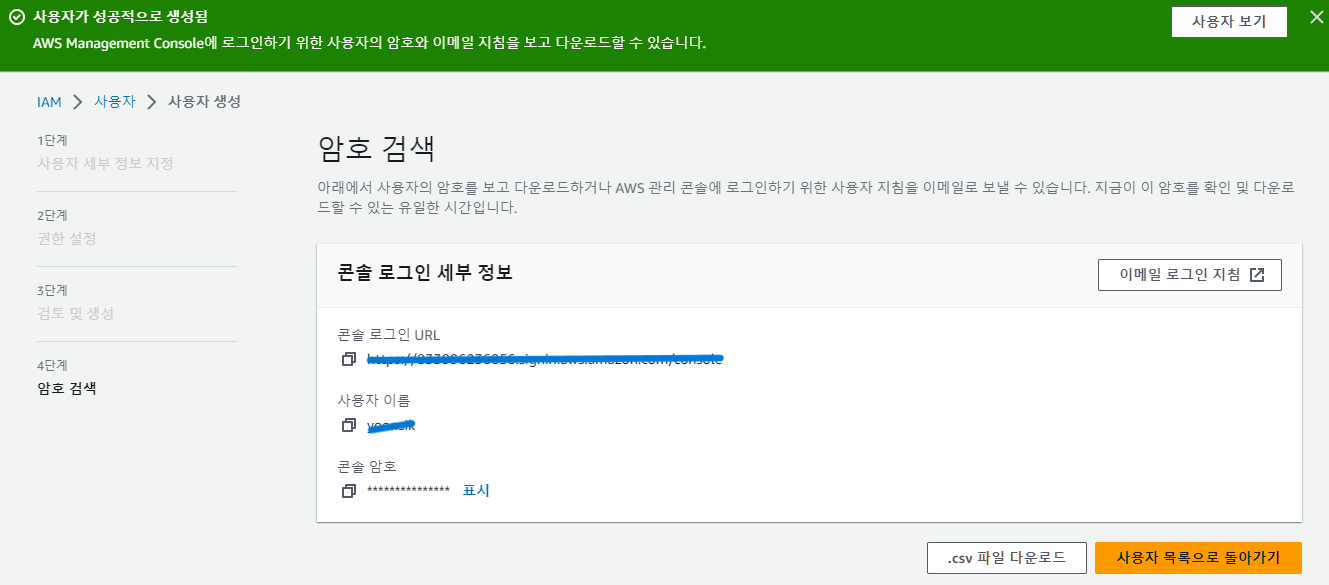 사용자가 성공적으로 생성됨
AWS Management Console에 로그인하기 위한 사용자의 암호와 이메일 지침을 보고 다운로드할 수 있습니다.
사용자 보기
IAM > 사용자 > 사용자 생성
1단계
사용자 세부 정보 지정
2단계
권한 설정
3단계
검토 및 생성
4단계
암호 검색
암호 검색
아래에서 사용자의 암호를 보고 다운로드하거나 AWS 관리 콘솔에 로그인하기 위한 사용자 지침을 이메일로 보낼 수 있습니다. 지금이 이 암호를 확인 및 다운로
드할 수 있는 유일한 시간입니다.
콘솔 로그인 세부 정보
이메일 로그인 지침
콘솔 로그인 URL
사용자 이름
콘솔 암호
*************** 표시
.csv 파일 다운로드
사용자 목록으로 돌아가기